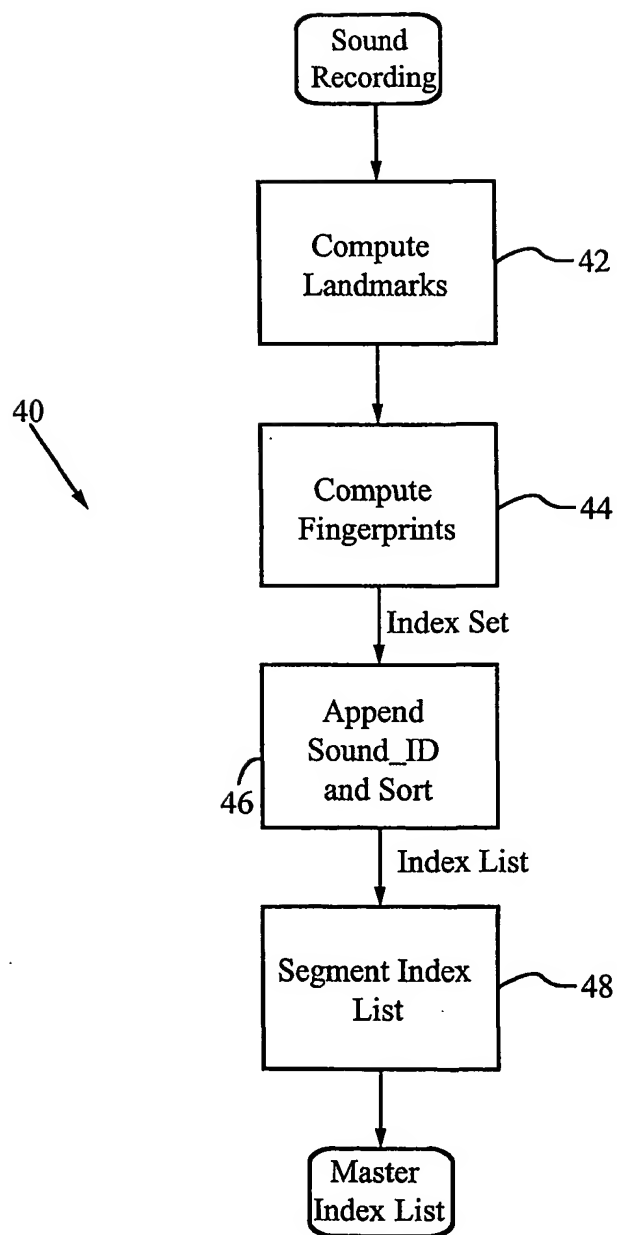 Sound
Recording
Compute
Landmarks
42
40
Compute
Fingerprints
44
Index Set
Append
Sound_ID
and Sort
46
Index List
Segment Index
List
48
Master
Index List